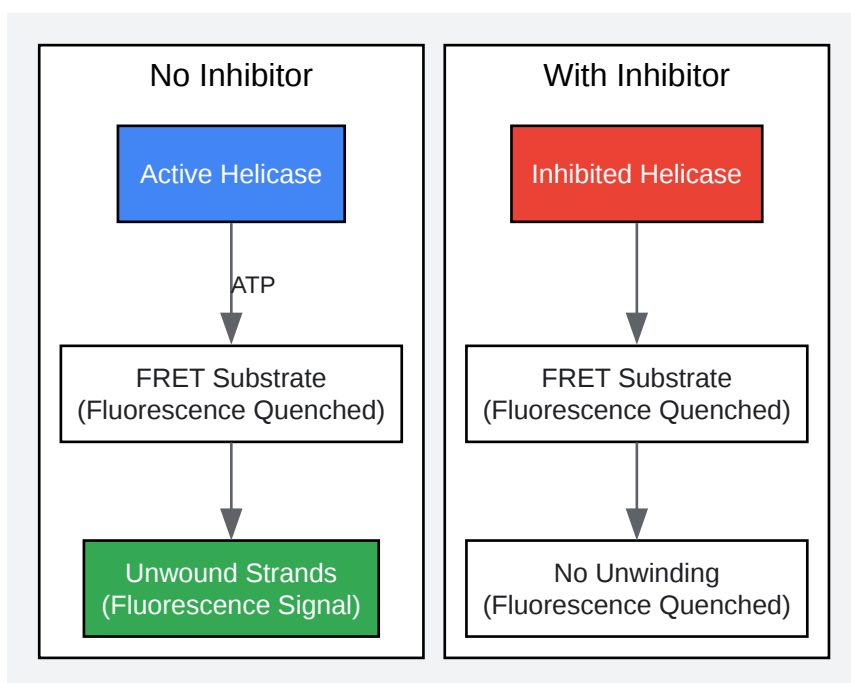 No Inhibitor
Active Helicase
ATP
FRET Substrate
(Fluorescence Quenched)
Unwound Strands
(Fluorescence Signal)
With Inhibitor
Inhibited Helicase
FRET Substrate
(Fluorescence Quenched)
No Unwinding
(Fluorescence Quenched)